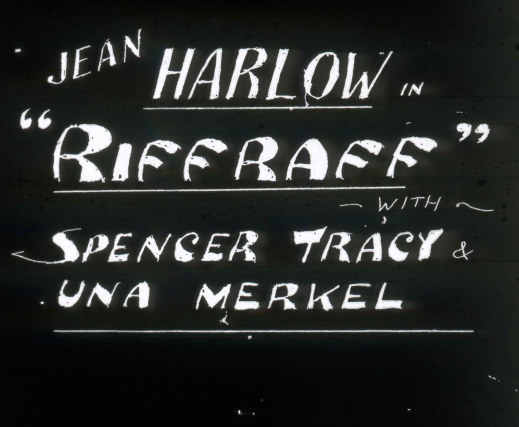 JEAN HARLOW IN
"RIFFRAFF"
~ WITH ~
SPENCER TRACY &
UNA MERKEL